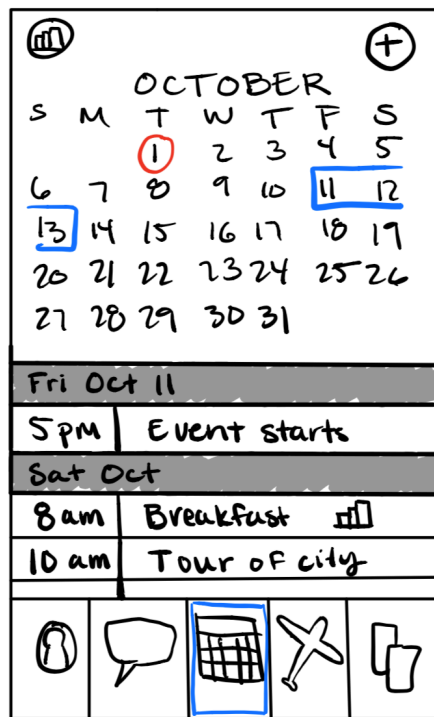 +
OCTOBER
S M T W T F S
1 2 3 4 5
6 7 8 9 10 11 12
13 14 15 16 17 18 19
20 21 22 23 24 25 26
27 28 29 30 31
Fri Oct 11
5pm Event starts
Sat Oct
8am Breakfast
10 am Tour of city